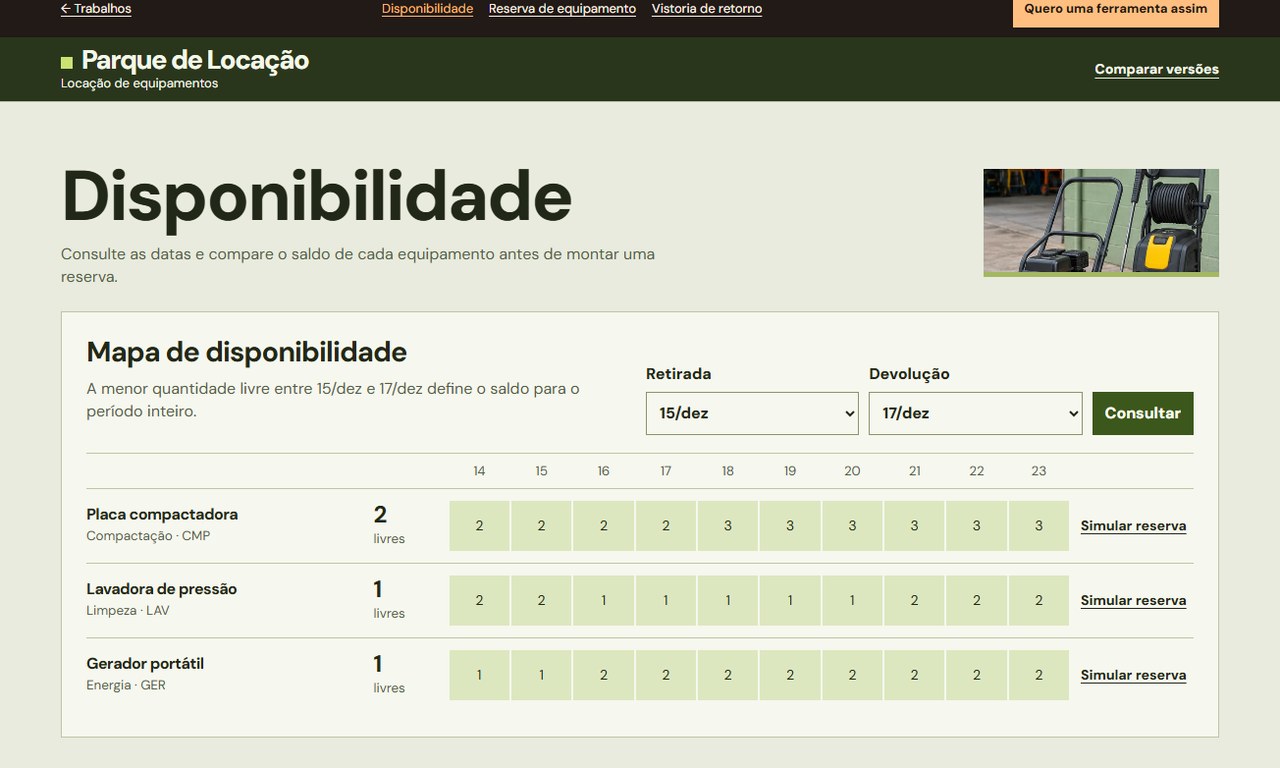 ← Trabalhos
Disponibilidade Reserva de equipamento Vistoria de retorno
Quero uma ferramenta assim
Parque de Locação
Locação de equipamentos
Comparar versões
Disponibilidade
Consulte as datas e compare o saldo de cada equipamento antes de montar uma
reserva.
Mapa de disponibilidade
A menor quantidade livre entre 15/dez e 17/dez define o saldo para o
período inteiro.
Retirada Devolução
15/dez 17/dez Consultar
14 15 16 17 18 19 20 21 22 23
Placa compactadora
Compactação · CMP
2
livres
2 2 2 2 3 3 3 3 3 3 Simular reserva
Lavadora de pressão
Limpeza · LAV
1
livres
2 2 1 1 1 1 1 2 2 2 Simular reserva
Gerador portátil
Energia · GER
1
livres
1 1 2 2 2 2 2 2 2 2 Simular reserva